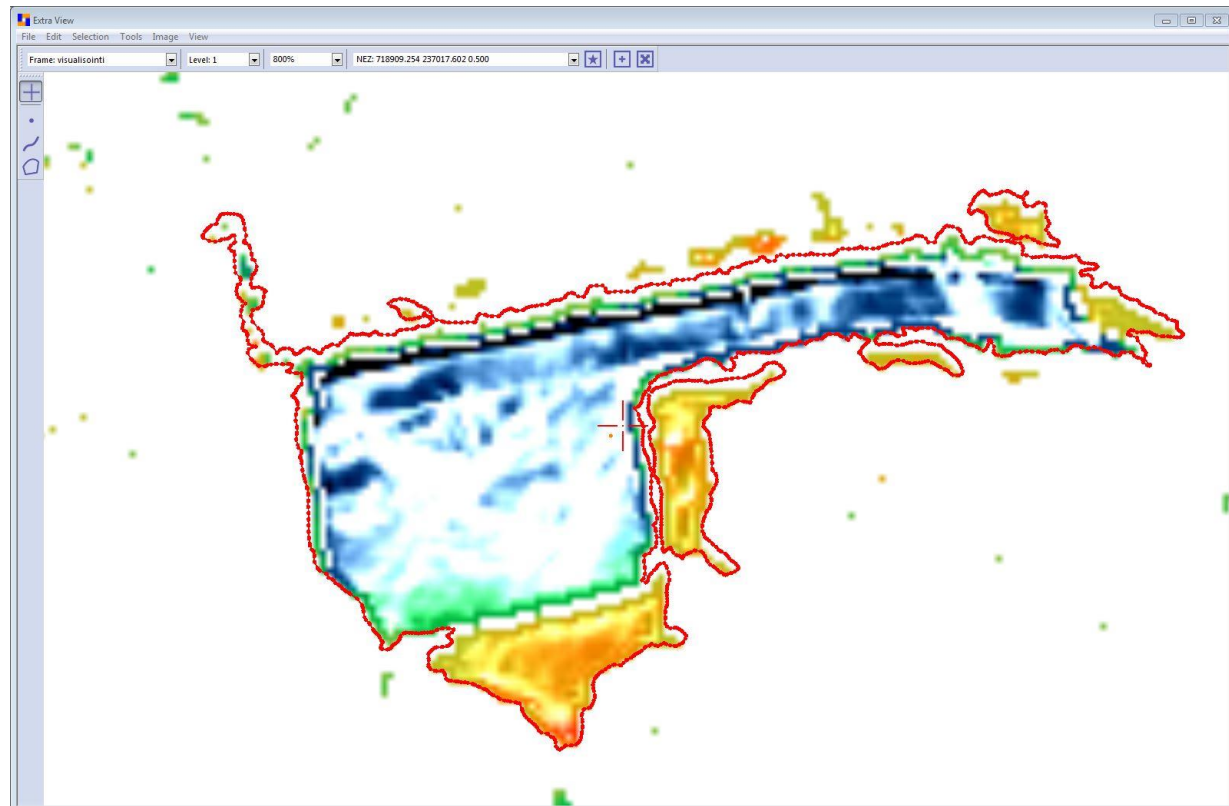 Extra View
File Edit Selection Tools Image View
Frame: visualisointi Level: 1 800% NEZ: 718909.254 237017.602 0.500